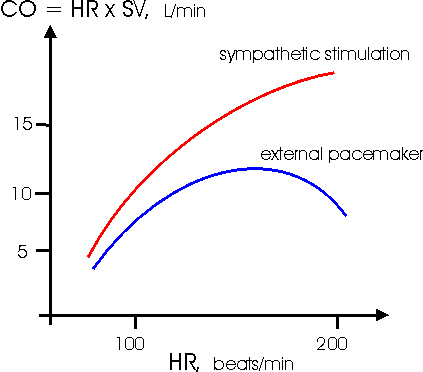 CO = HR x SV, L/min
sympathetic stimulation
15
external pacemaker
10
5
100
200
HR, beats/min